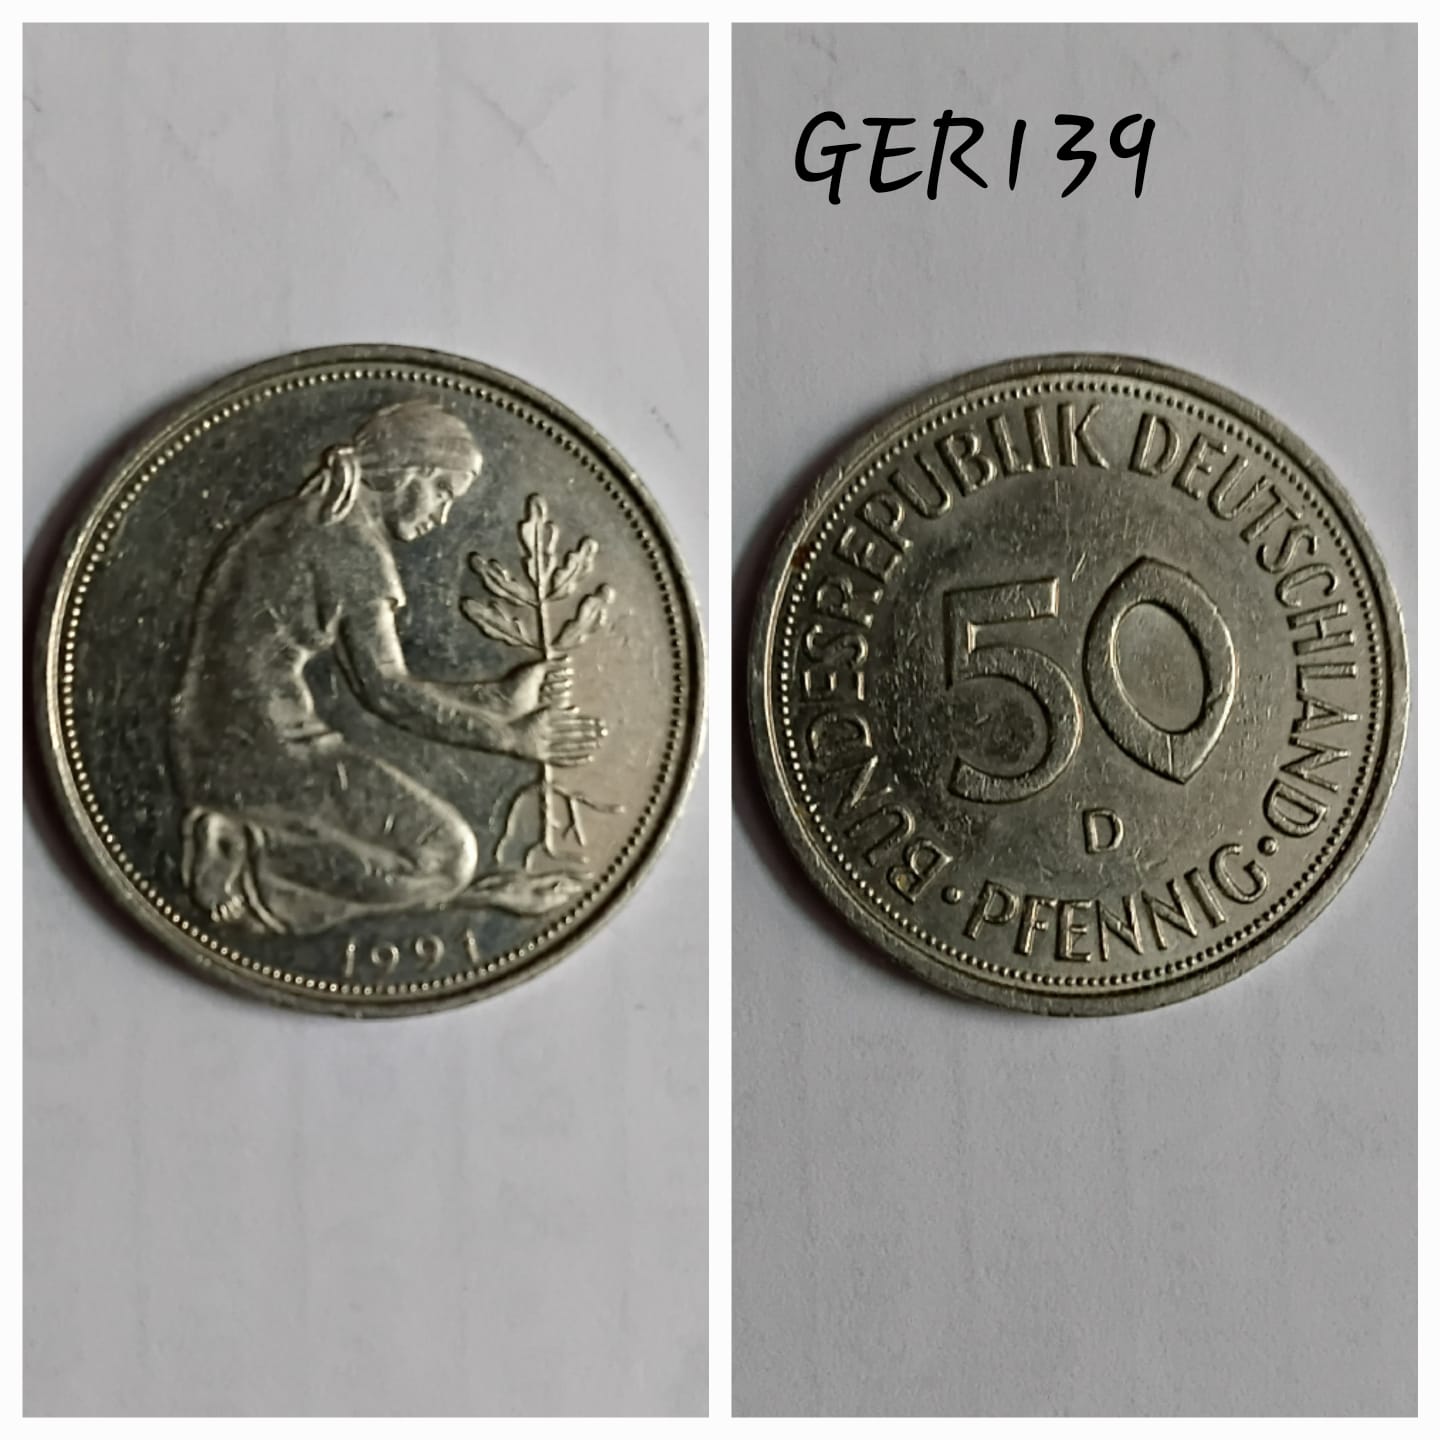 1991
GER139
BUNDESREPUBLIK DEUTSCHLAND
50
D
PFENNIG